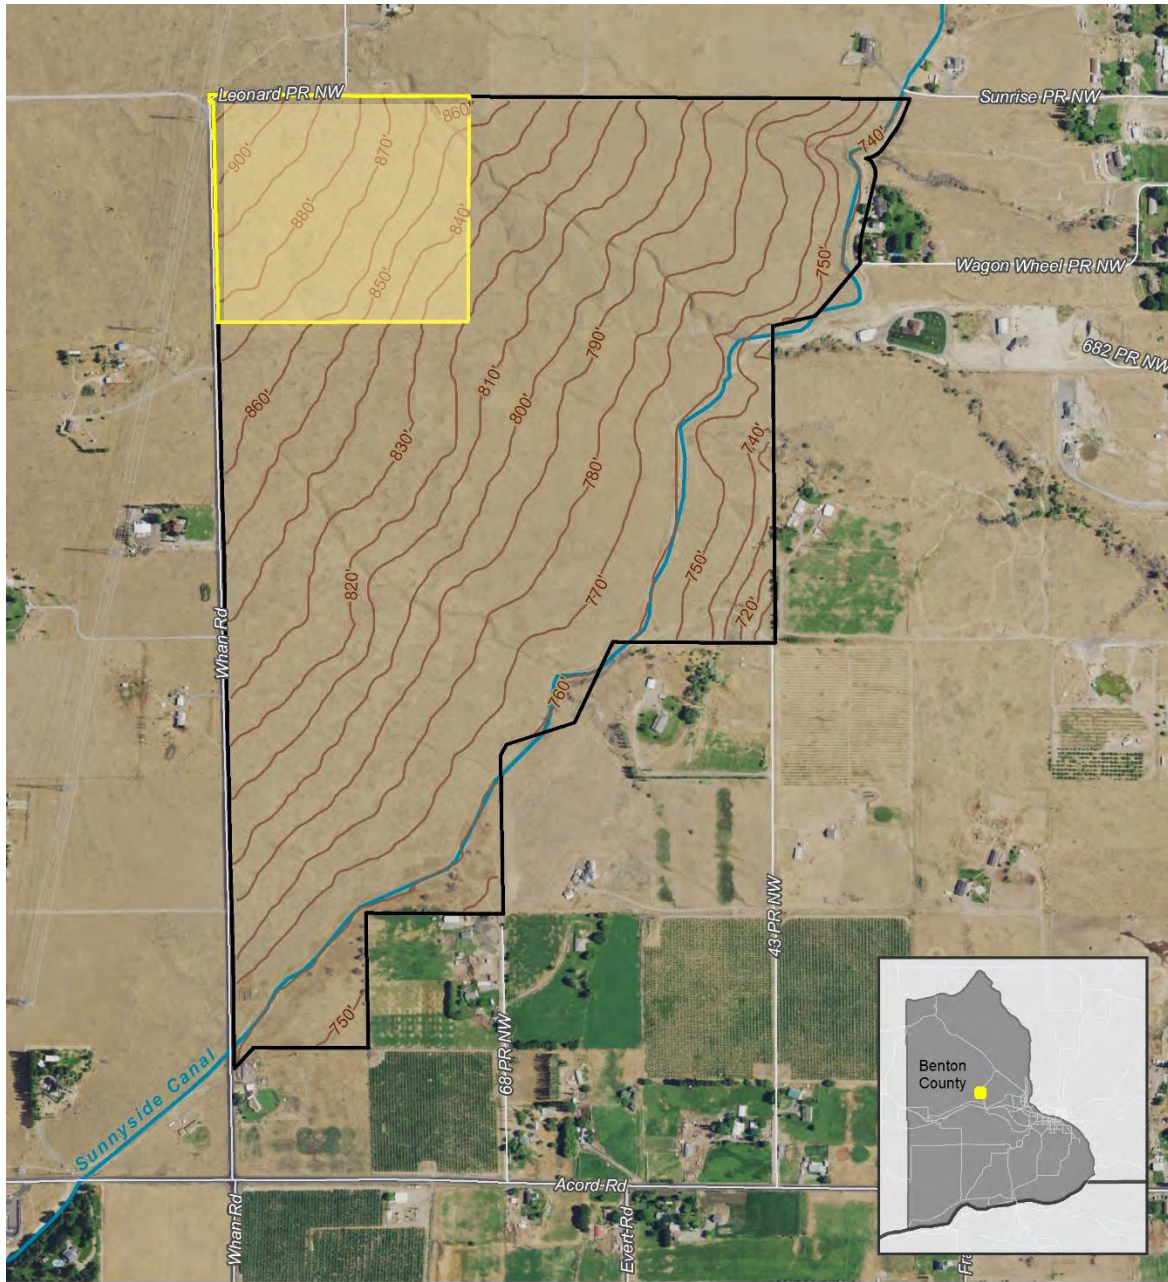 Leonard PR NW
Sunrise PR NW
860'
740'
870'
900'
880'
840'
750'
850'
Wagon Wheel PR NW
790'
682 PR NW
810'
860'
800'
830'
740'
780'
750'
820'
770'
720'
Whan-Rd
760'
43 PR NW
750'
68 PR NW
Sunnyside Canal
Benton
County
Acord-Rd
Whan-Rd
Evert-Rd